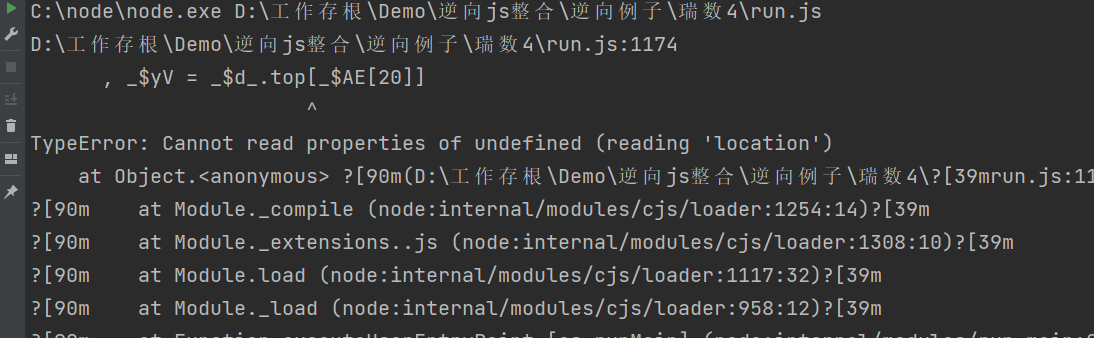 C:\node\node.exe D:\工作存根\Demo\逆向js整合\逆向例子\瑞数4\run.js
D:\工作存根\Demo\逆向js整合\逆向例子\瑞数4\run.js:1174
, _$yV = _$d_.top[_$AE[20]]
^
TypeError: Cannot read properties of undefined (reading 'location')
at Object.<anonymous> ?[90m(D:\工作存根\Demo\逆向js整合\逆向例子\瑞数4\?[39mrun.js:11
?[90m    at Module._compile (node:internal/modules/cjs/loader:1254:14)?[39m
?[90m    at Module._extensions..js (node:internal/modules/cjs/loader:1308:10)?[39m
?[90m    at Module.load (node:internal/modules/cjs/loader:1117:32)?[39m
?[90m    at Module._load (node:internal/modules/cjs/loader:958:12)?[39m